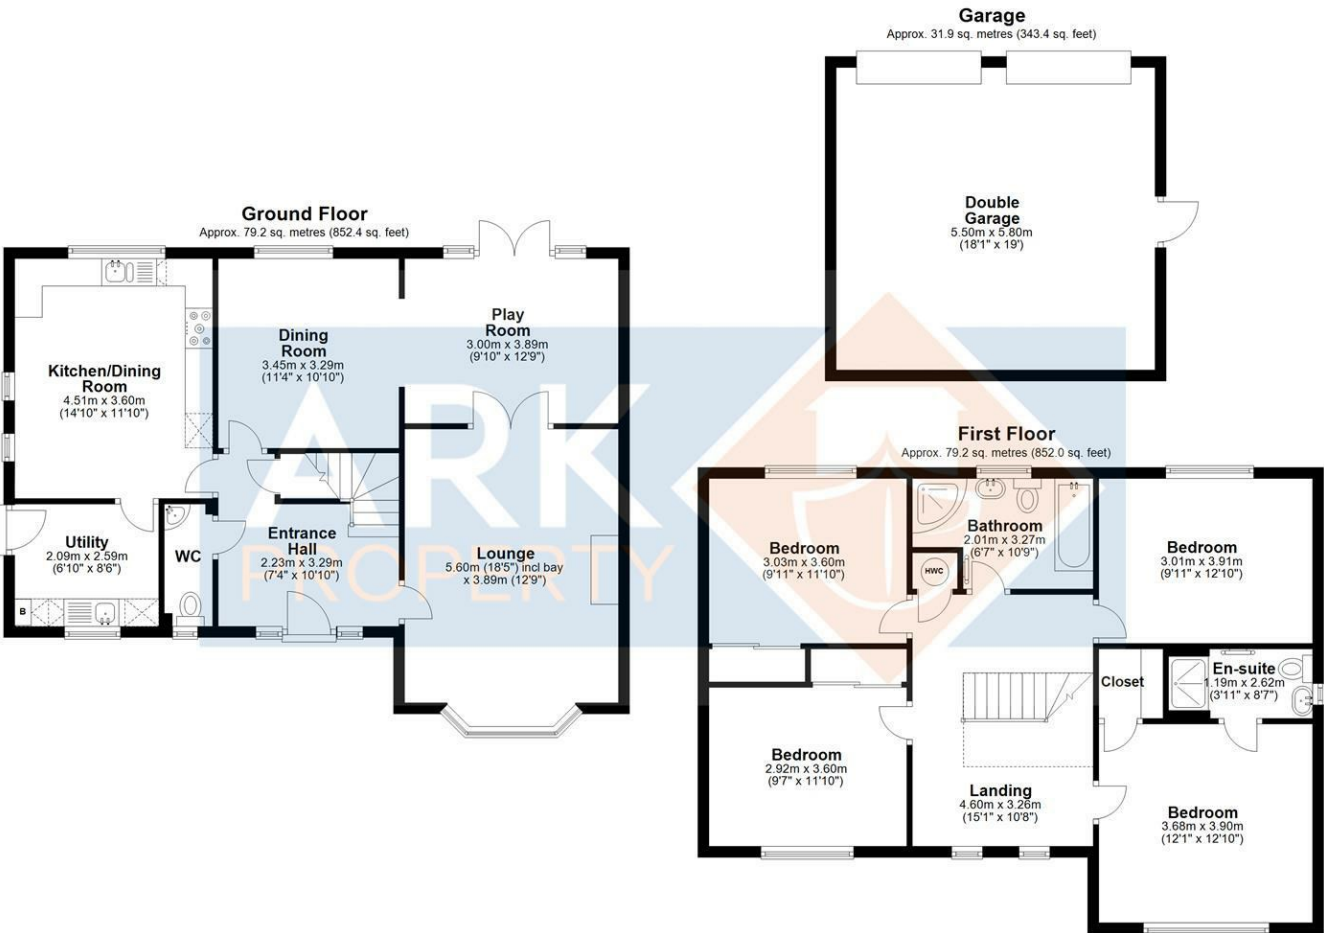 Garage
Approx. 31.9 sq. metres (343.4 sq. feet)
Double
Garage
5.50m x 5.80m
(18'1" x 19')
Ground Floor
Approx. 79.2 sq. metres (852.4 sq. feet)
Kitchen/Dining
Room
4.51m x 3.60m
(14'10" x 11'10")
Dining
Room
3.45m x 3.29m
(11'4" x 10'10")
Play
Room
3.00m x 3.89m
(9'10" x 12'9")
Utility
2.09m x 2.59m
(6'10" x 8'6")
B
WC
Entrance
Hall
2.23m x 3.29m
(7'4" x 10'10")
Lounge
5.60m (18'5") incl bay
x 3.89m (12'9")
First Floor
Approx. 79.2 sq. metres (852.0 sq. feet)
Bedroom
3.03m x 3.60m
(9'11" x 11'10")
Bathroom
2.01m x 3.27m
(6'7" x 10'9")
HWC
Bedroom
3.01m x 3.91m
(9'11" x 12'10")
Closet
En-suite
1.19m x 2.62m
(3'11" x 8'7")
Bedroom
2.92m x 3.60m
(9'7" x 11'10")
Landing
4.60m x 3.26m
(15'1" x 10'8")
Bedroom
3.68m x 3.90m
(12'1" x 12'10")
ARK
PROPERTY